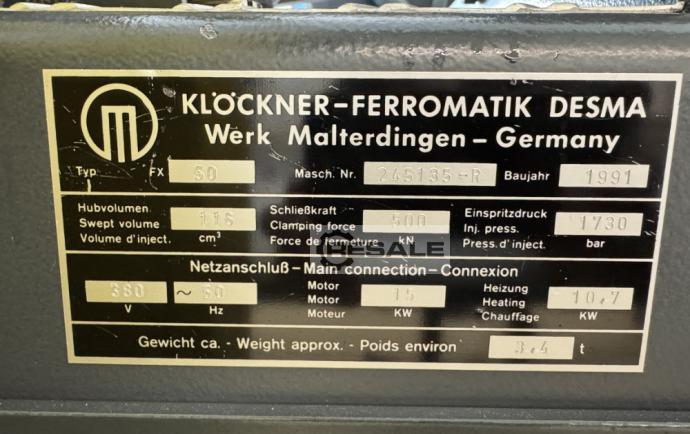 KLÖCKNER-FERROMATIK DESMA
Werk Malterdingen – Germany
Typ FX 50 Masch. Nr. 245135-R Baujahr 1991
Hubvolumen
Swept volume
Volume d'inject.
cm³
Schließkraft
Clamping force
Force de fermeture
500 kN
Einspritzdruck
Inj. press.
Press.d'inject.
1730 bar
Netzanschluß – Main connection – Connexion
380 V
~ Hz
Motor
Motor
Moteur
15 KW
Heizung
Heating
Chauffage
10,7 KW
Gewicht ca. - Weight approx. - Poids environ 3,4 t